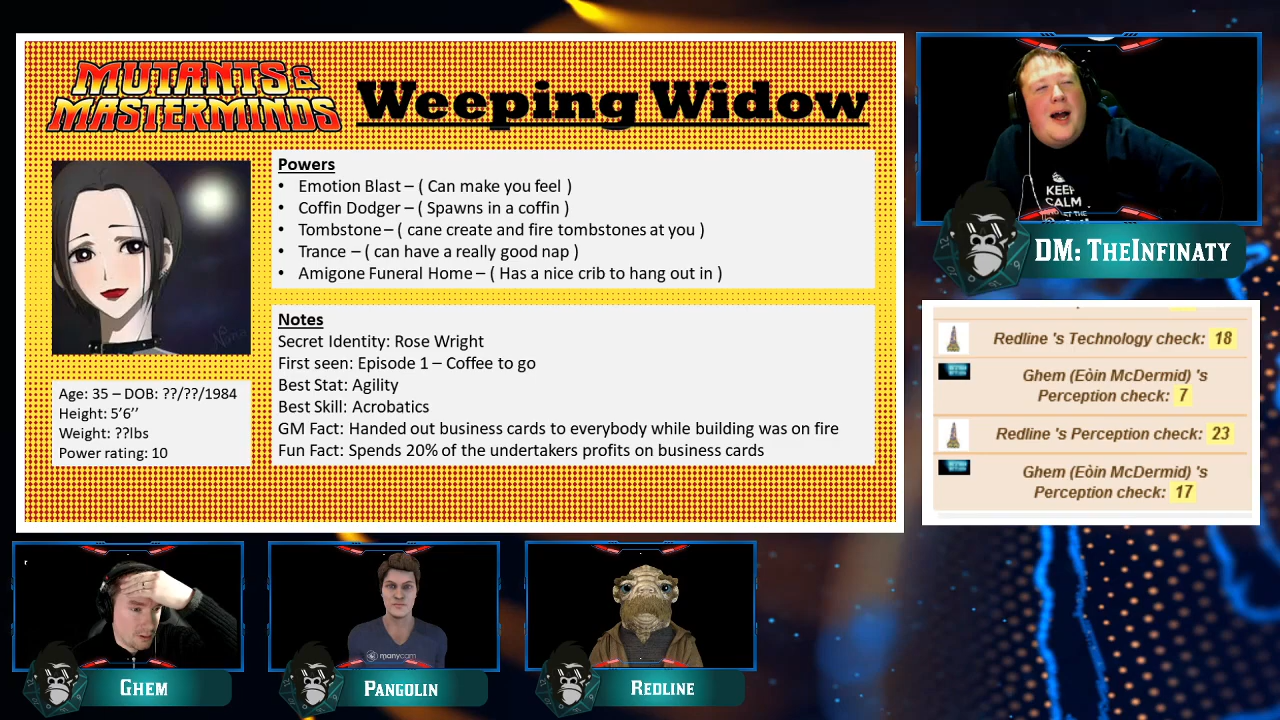 MUTANTS &
MASTERMINDS
Weeping Widow
Powers
• Emotion Blast – ( Can make you feel )
• Coffin Dodger – ( Spawns in a coffin )
• Tombstone – ( cane create and fire tombstones at you )
• Trance – ( can have a really good nap )
• Amigone Funeral Home – ( Has a nice crib to hang out in )
Notes
Secret Identity: Rose Wright
First seen: Episode 1 – Coffee to go
Best Stat: Agility
Best Skill: Acrobatics
GM Fact: Handed out business cards to everybody while building was on fire
Fun Fact: Spends 20% of the undertakers profits on business cards
Age: 35 – DOB: ??/??/1984
Height: 5’6’’
Weight: ??lbs
Power rating: 10
KEEP
CALM
DM: TheInfinaty
Redline 's Technology check: 18
Ghem (Eòin McDermid) 's
Perception check: 7
Redline 's Perception check: 23
Ghem (Eòin McDermid) 's
Perception check: 17
manycam
Ghem
Pangolin
Redline